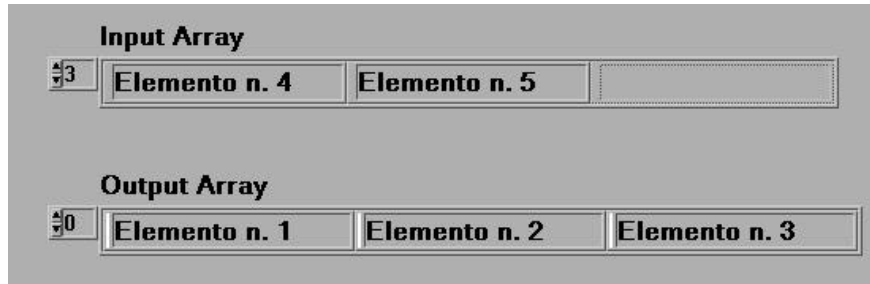 Input Array
3 Elemento n. 4 Elemento n. 5
Output Array
0 Elemento n. 1 Elemento n. 2 Elemento n. 3